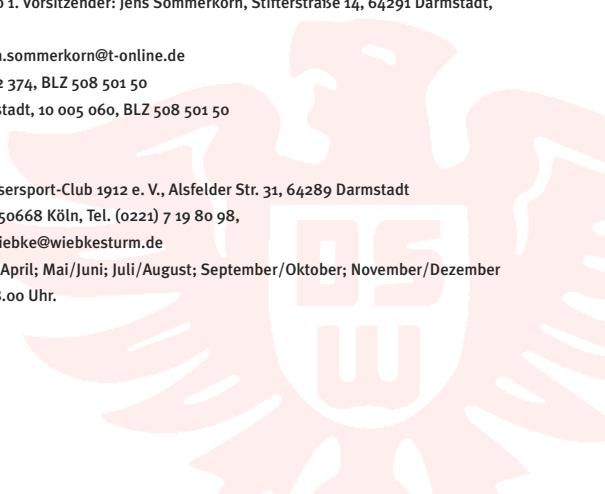 1. Vorsitzender: Jens Sommerkorn, Stifterstraße 14, 64291 Darmstadt,
.sommerkorn@t-online.de
374, BLZ 508 501 50
stadt, 10 005 060, BLZ 508 501 50
sersport-Club 1912 e. V., Alsfelder Str. 31, 64289 Darmstadt
50668 Köln, Tel. (0221) 7 19 80 98,
iebke@wiebkesturm.de
April; Mai/Juni; Juli/August; September/Oktober; November/Dezember
.00 Uhr.
DSW